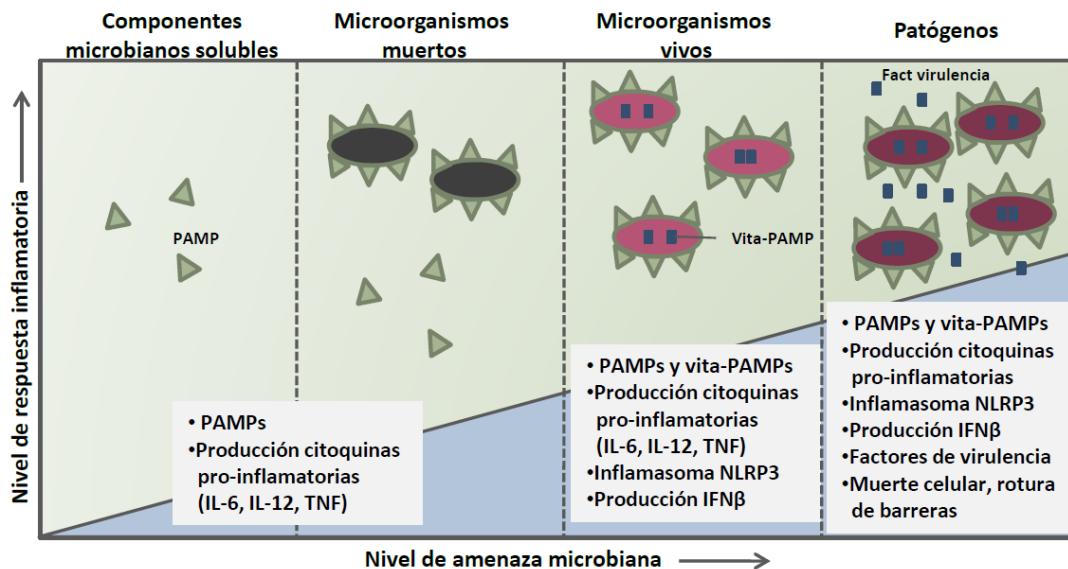 Componentes
microbianos solubles
Microorganismos
muertos
Microorganismos
vivos
Patógenos
Fact virulencia
PAMP
Vita-PAMP
Nivel de respuesta inflamatoria
• PAMPs
•Producción citoquinas
pro-inflamatorias
(IL-6, IL-12, TNF)
• PAMPs y vita-PAMPs
•Producción citoquinas
pro-inflamatorias
(IL-6, IL-12, TNF)
•Inflamasoma NLRP3
•Producción IFNβ
• PAMPs y vita-PAMPs
•Producción citoquinas
pro-inflamatorias
•Inflamasoma NLRP3
•Producción IFNβ
•Factores de virulencia
•Muerte celular, rotura
de barreras
Nivel de amenaza microbiana